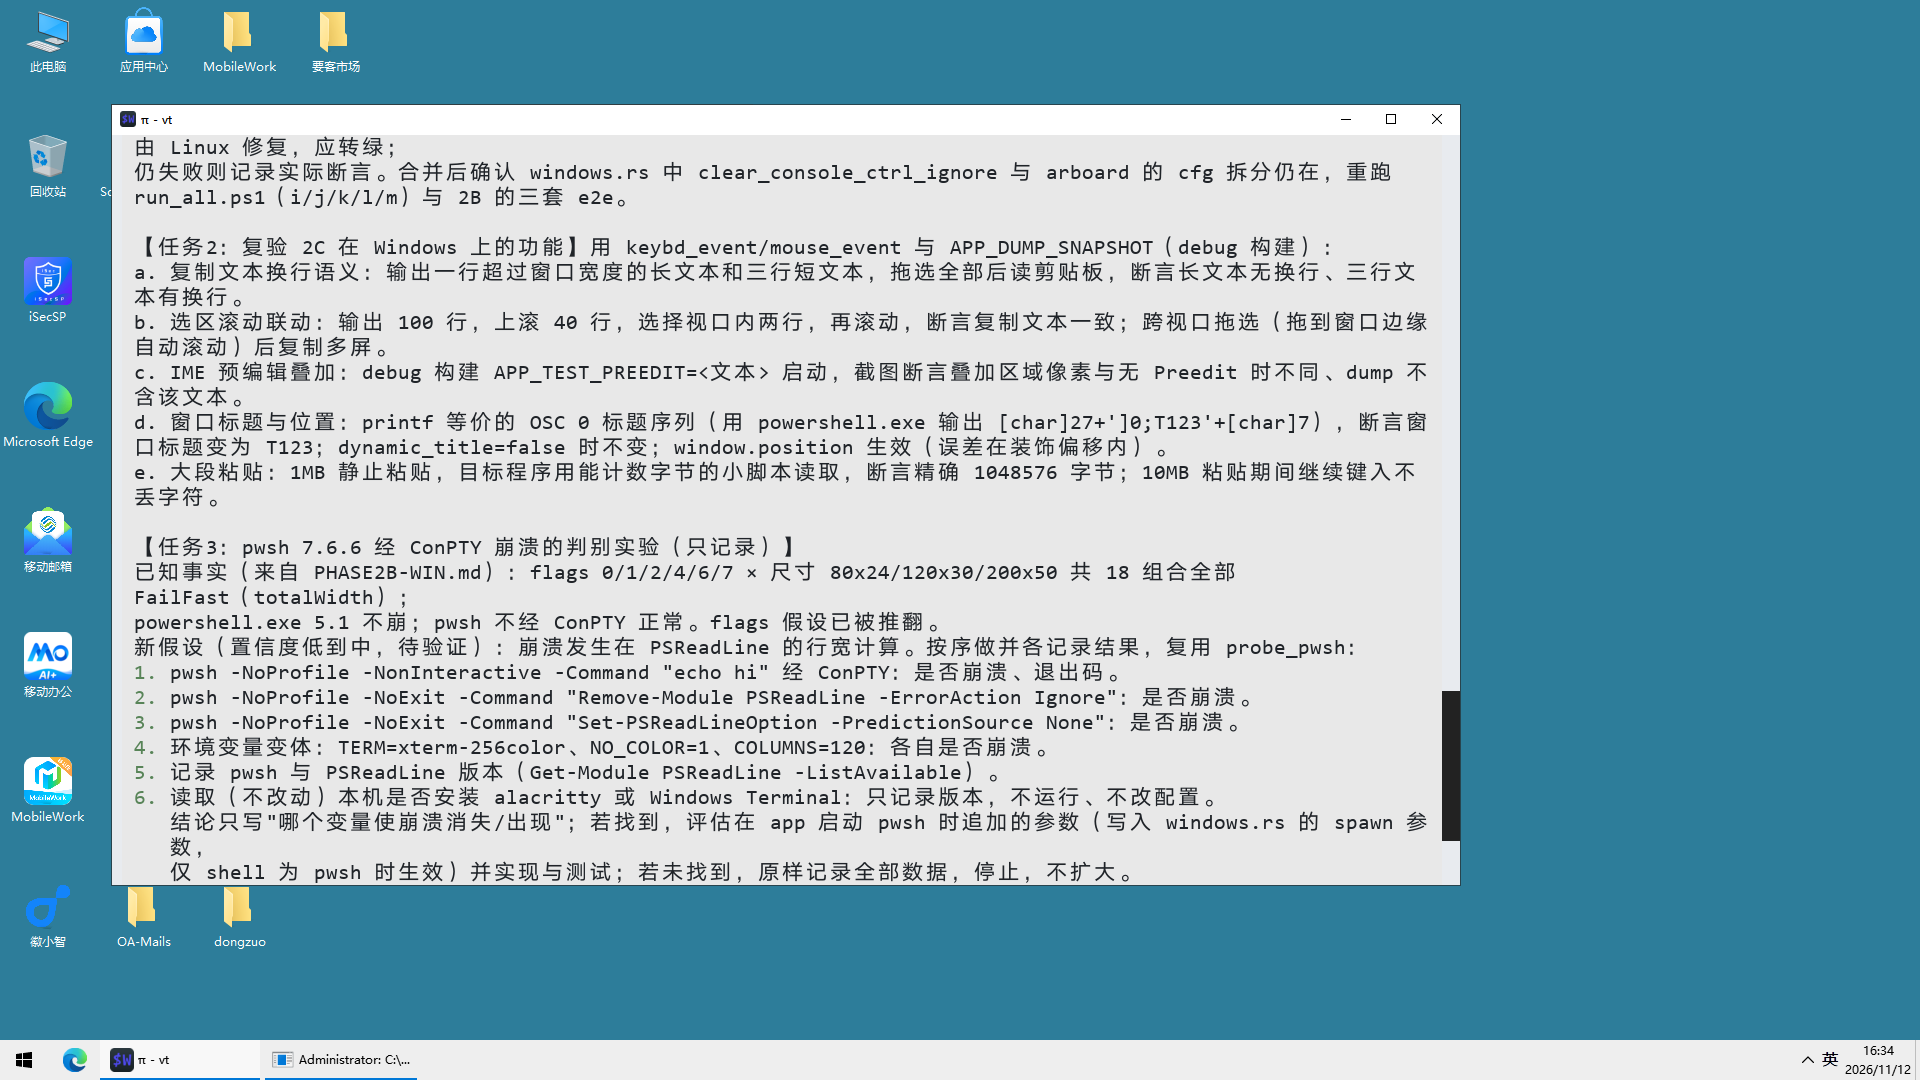 此电脑
应用中心
MobileWork
要客市场
回收站
Sc
iSecSP
Microsoft Edge
移动邮箱
移动办公
MobileWork
徽小智
OA-Mails
dongzuo
π - vt
由 Linux 修复，应转绿；
仍失败则记录实际断言。合并后确认 windows.rs 中 clear_console_ctrl_ignore 与 arboard 的 cfg 拆分仍在，重跑
run_all.ps1（i/j/k/l/m）与 2B 的三套 e2e。
【任务2：复验 2C 在 Windows 上的功能】用 keybd_event/mouse_event 与 APP_DUMP_SNAPSHOT（debug 构建）：
a. 复制文本换行语义：输出一行超过窗口宽度的长文本和三行短文本，拖选全部后读剪贴板，断言长文本无换行、三行文
本有换行。
b. 选区滚动联动：输出 100 行，上滚 40 行，选择视口内两行，再滚动，断言复制文本一致；跨视口拖选（拖到窗口边缘
自动滚动）后复制多屏。
c. IME 预编辑叠加：debug 构建 APP_TEST_PREEDIT=<文本> 启动，截图断言叠加区域像素与无 Preedit 时不同、dump 不
含该文本。
d. 窗口标题与位置：printf 等价的 OSC 0 标题序列（用 powershell.exe 输出 [char]27+']0;T123'+[char]7），断言窗
口标题变为 T123；dynamic_title=false 时不变；window.position 生效（误差在装饰偏移内）。
e. 大段粘贴：1MB 静止粘贴，目标程序用能计数字节的小脚本读取，断言精确 1048576 字节；10MB 粘贴期间继续键入不
丢字符。
【任务3：pwsh 7.6.6 经 ConPTY 崩溃的判别实验（只记录）】
已知事实（来自 PHASE2B-WIN.md）：flags 0/1/2/4/6/7 × 尺寸 80x24/120x30/200x50 共 18 组合全部
FailFast（totalWidth）；
powershell.exe 5.1 不崩；pwsh 不经 ConPTY 正常。flags 假设已被推翻。
新假设（置信度低到中，待验证）：崩溃发生在 PSReadLine 的行宽计算。按序做并各记录结果，复用 probe_pwsh：
1. pwsh -NoProfile -NonInteractive -Command "echo hi" 经 ConPTY：是否崩溃、退出码。
2. pwsh -NoProfile -NoExit -Command "Remove-Module PSReadLine -ErrorAction Ignore"：是否崩溃。
3. pwsh -NoProfile -NoExit -Command "Set-PSReadLineOption -PredictionSource None"：是否崩溃。
4. 环境变量变体：TERM=xterm-256color、NO_COLOR=1、COLUMNS=120：各自是否崩溃。
5. 记录 pwsh 与 PSReadLine 版本（Get-Module PSReadLine -ListAvailable）。
6. 读取（不改动）本机是否安装 alacritty 或 Windows Terminal：只记录版本，不运行、不改配置。
结论只写"哪个变量使崩溃消失/出现"；若找到，评估在 app 启动 pwsh 时追加的参数（写入 windows.rs 的 spawn 参
数，
仅 shell 为 pwsh 时生效）并实现与测试；若未找到，原样记录全部数据，停止，不扩大。
π - vt
Administrator: C:\...
英
16:34
2026/11/12